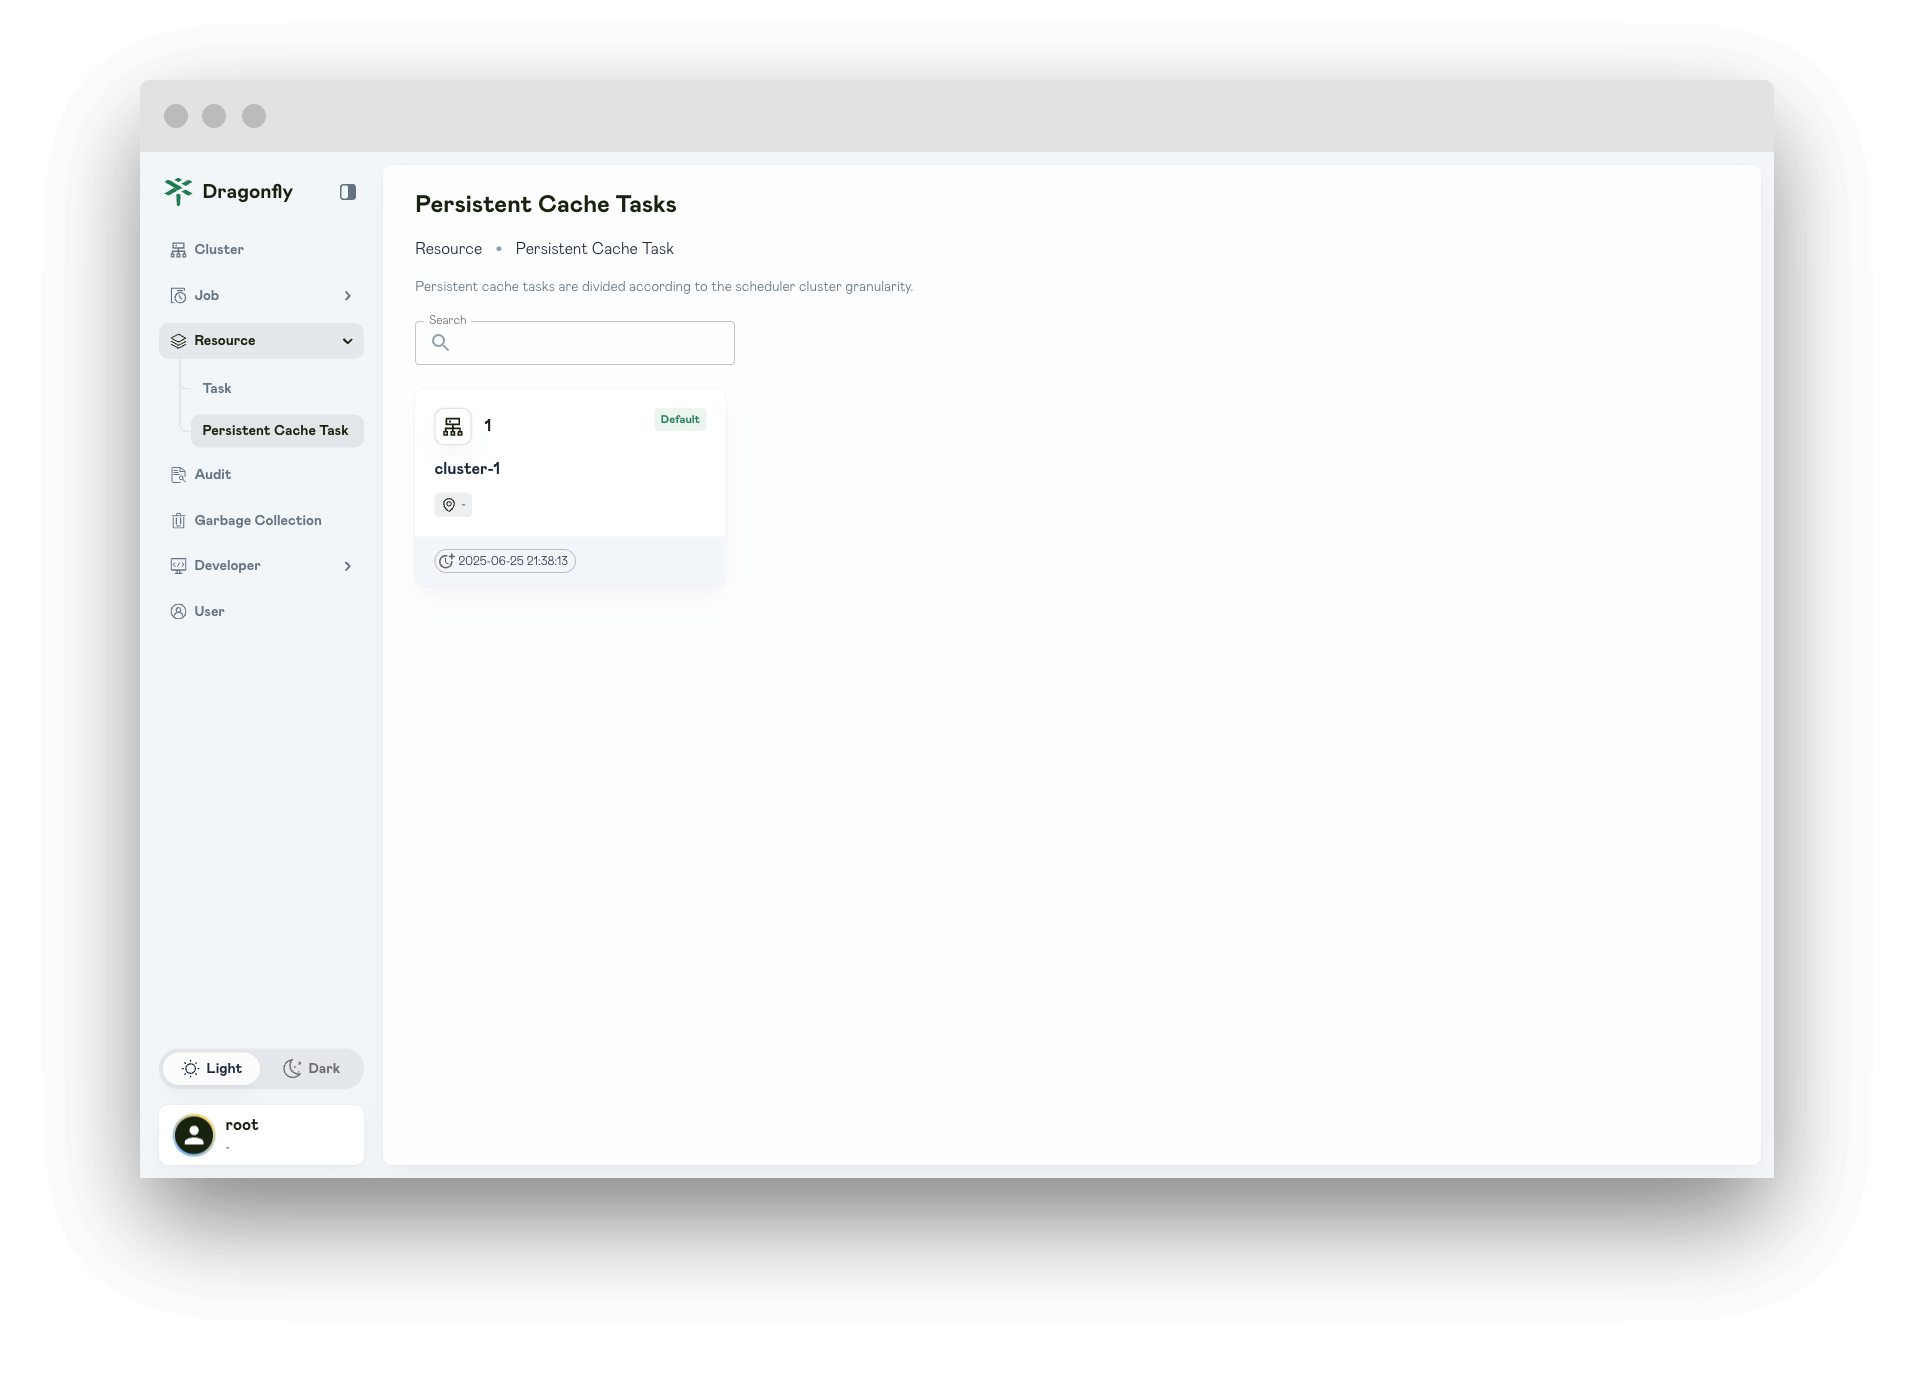 Dragonfly
Cluster
Job
Resource
Task
Persistent Cache Task
Audit
Garbage Collection
Developer
User
Light
Dark
root
-
Persistent Cache Tasks
Resource • Persistent Cache Task
Persistent cache tasks are divided according to the scheduler cluster granularity.
Search
1
Default
cluster-1
-
2025-06-25 21:38:13